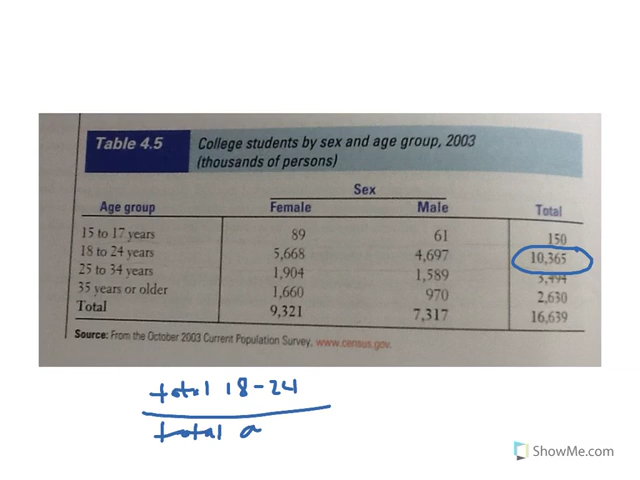 Table 4.5 College students by sex and age group, 2003
(thousands of persons)
Sex
Age group Female Male Total
15 to 17 years 89 61 150
18 to 24 years 5,668 4,697 10,365
25 to 34 years 1,904 1,589 3,494
35 years or older 1,660 970 2,630
Total 9,321 7,317 16,639
Source: From the October 2003 Current Population Survey, www.census.gov.
total 18-24
total a
ShowMe.com